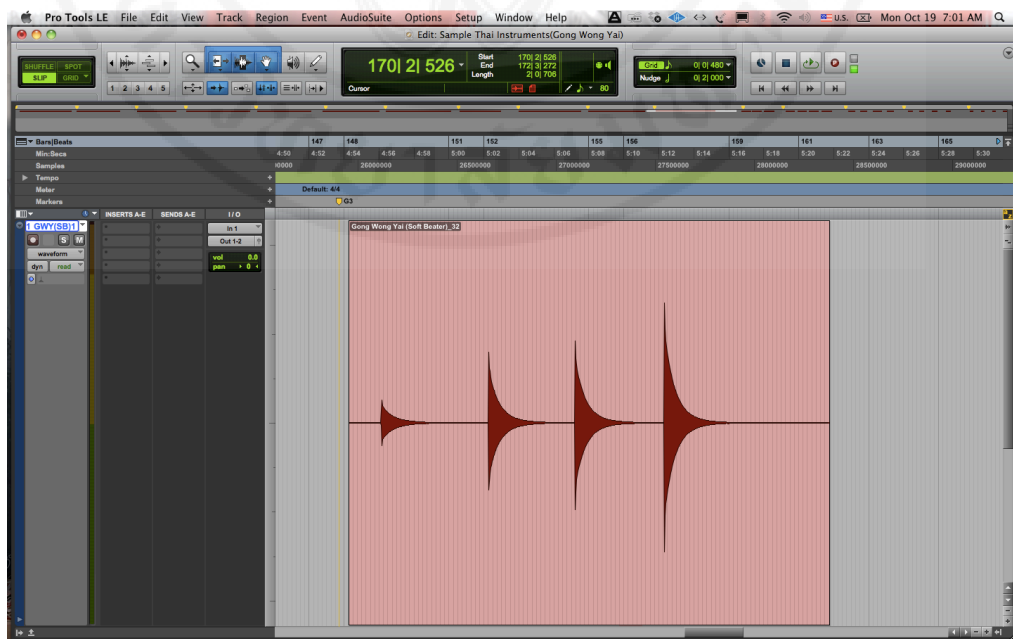 Pro Tools LE File Edit View Track Region Event AudioSuite Options Setup Window Help U.S. Mon Oct 19 7:01 AM
Edit: Sample Thai Instruments(Gong Wong Yai)
SHUFFLE SPOT
SLIP GRID
1 2 3 4 5
170| 2| 526
Start 170| 2| 526
End 172| 3| 272
Length 2| 0| 706
Cursor
80
Grid 0| 0| 480
Nudge 0| 2| 000
Bars|Beats 147 148 151 152 155 156 159 161 163 165
Min:Secs 4:50 4:52 4:54 4:56 4:58 5:00 5:02 5:04 5:06 5:08 5:10 5:12 5:14 5:16 5:18 5:20 5:22 5:24 5:26 5:28 5:30
Samples 26000000 26500000 27000000 27500000 28000000 28500000 29000000
Tempo
Meter Default: 4/4
Markers G3
INSERTS A-E SENDS A-E I / O
1 GWY(SB)1 In 1
S M Out 1-2
waveform vol 0.0
dyn read pan 0
Gong Wong Yai (Soft Beater)_32